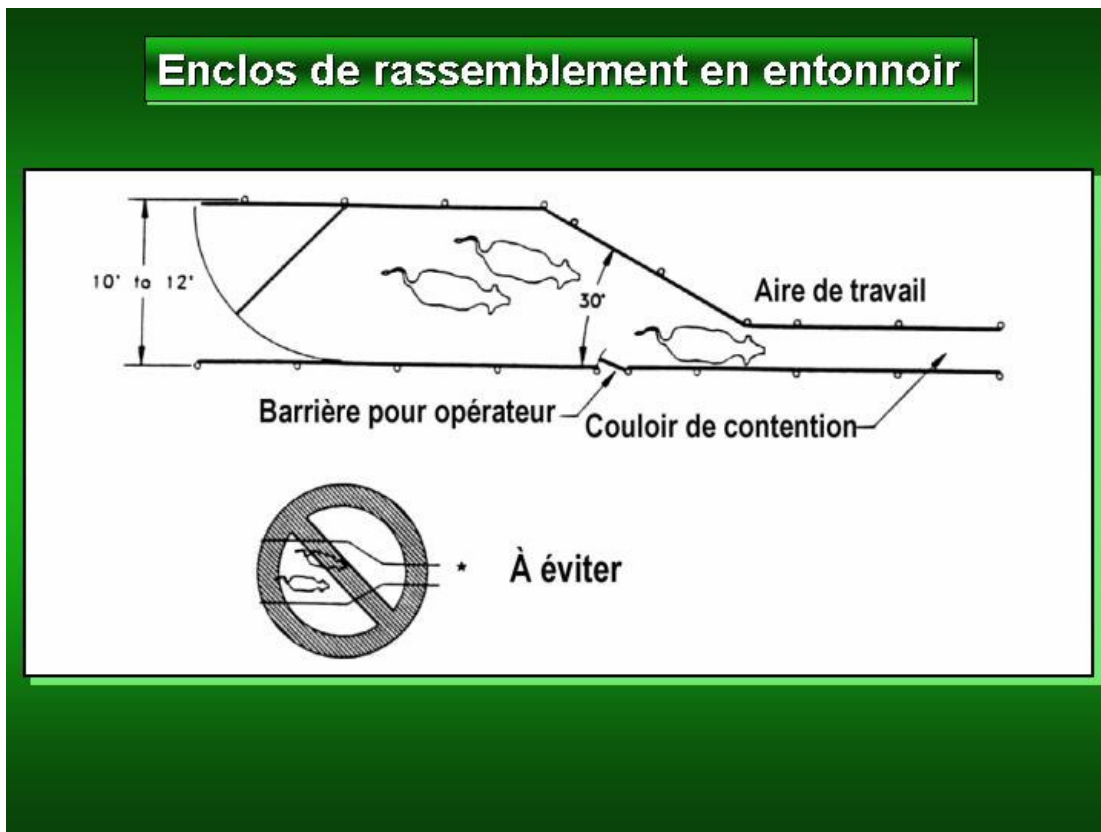 Enclos de rassemblement en entonnoir
10' to 12'
30°
Aire de travail
Barrière pour opérateur
Couloir de contention
* À éviter